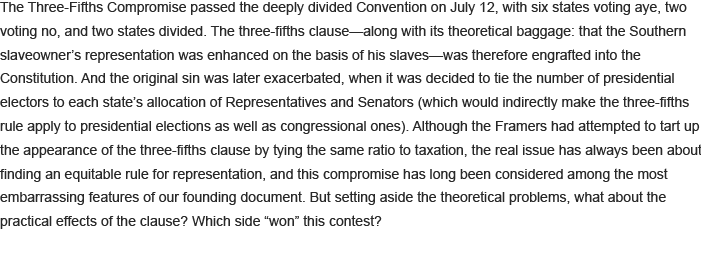 The Three-Fifths Compromise passed the deeply divided Convention on July 12, with six states voting aye, two
voting no, and two states divided. The three-fifths clause—along with its theoretical baggage: that the Southern
slaveowner’s representation was enhanced on the basis of his slaves—was therefore engrafted into the
Constitution. And the original sin was later exacerbated, when it was decided to tie the number of presidential
electors to each state’s allocation of Representatives and Senators (which would indirectly make the three-fifths
rule apply to presidential elections as well as congressional ones). Although the Framers had attempted to tart up
the appearance of the three-fifths clause by tying the same ratio to taxation, the real issue has always been about
finding an equitable rule for representation, and this compromise has long been considered among the most
embarrassing features of our founding document. But setting aside the theoretical problems, what about the
practical effects of the clause? Which side “won” this contest?